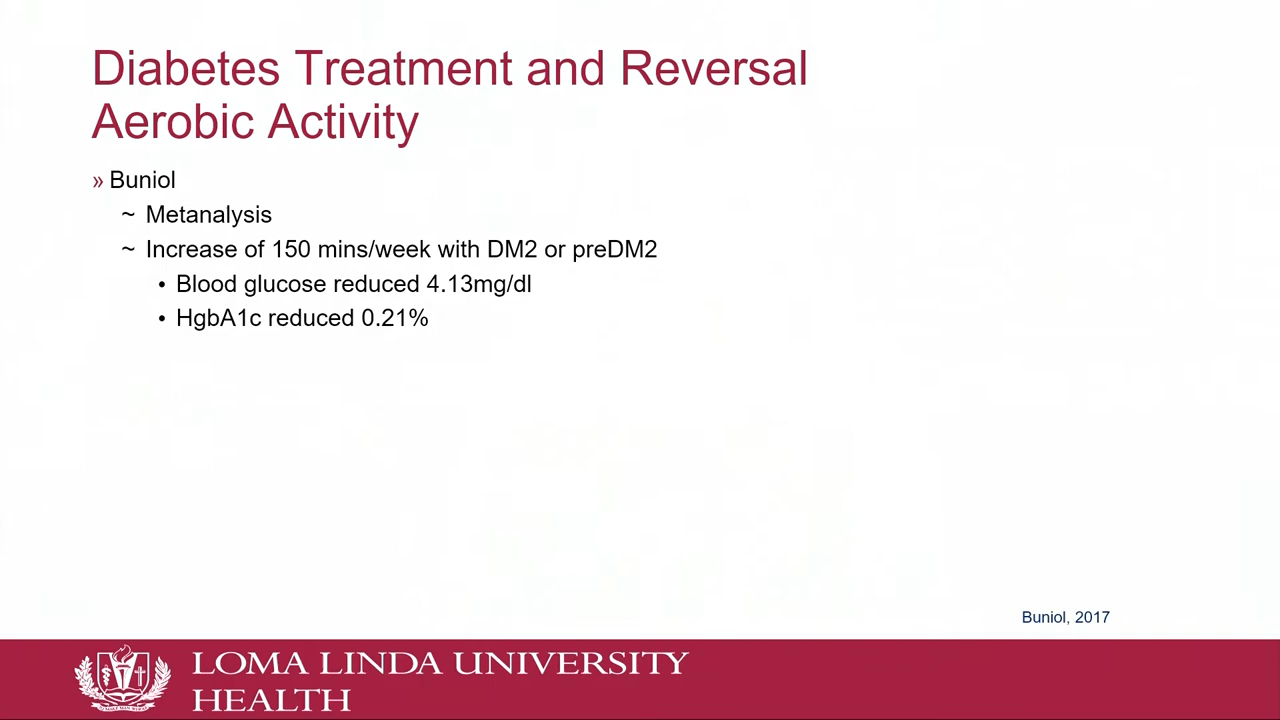 Diabetes Treatment and Reversal
Aerobic Activity
» Buniol
~ Metanalysis
~ Increase of 150 mins/week with DM2 or preDM2
• Blood glucose reduced 4.13mg/dl
• HgbA1c reduced 0.21%
Buniol, 2017
LOMA LINDA UNIVERSITY
HEALTH